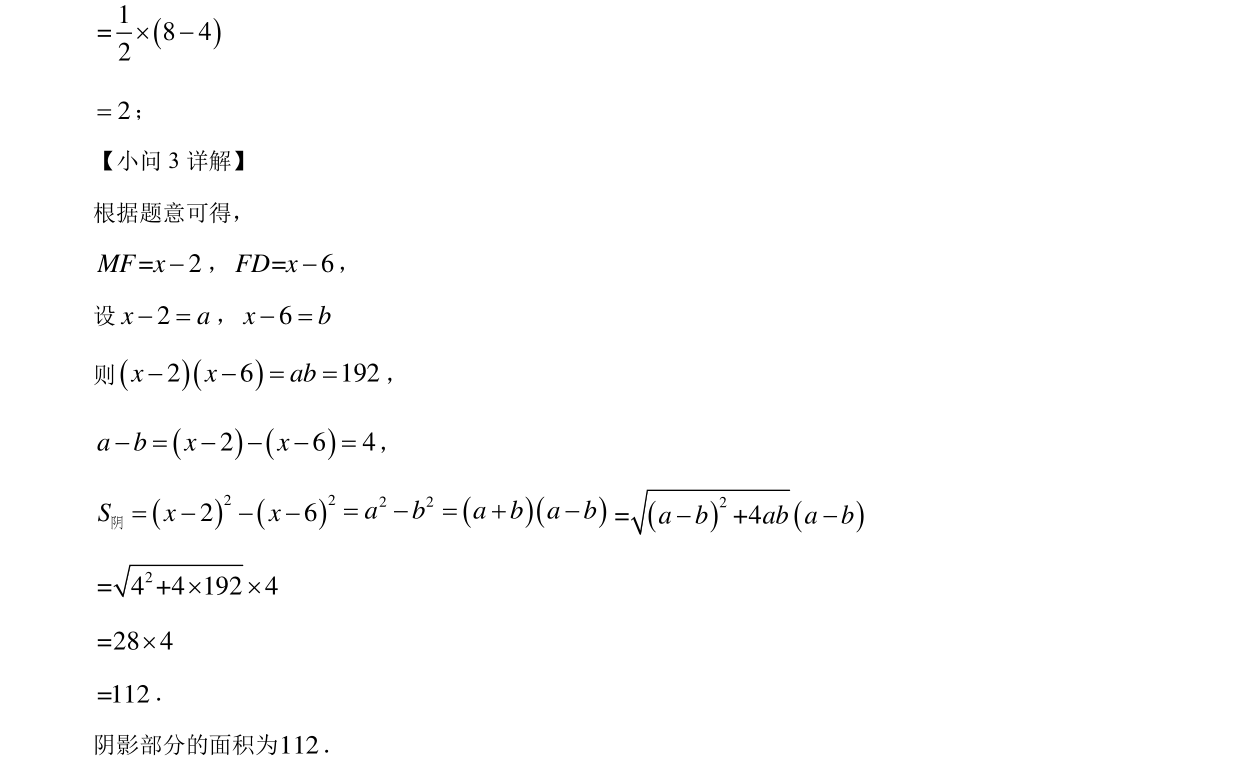 =1/2×(8−4)
=2；
【小问 3 详解】
根据题意可得，
MF=x−2，FD=x−6，
设 x−2=a，x−6=b
则(x−2)(x−6)=ab=192，
a−b=(x−2)−(x−6)=4，
S阴=(x−2)²−(x−6)²=a²−b²=(a+b)(a−b)=√((a−b)²+4ab)(a−b)
=√(4²+4×192)×4
=28×4
=112．
阴影部分的面积为112．